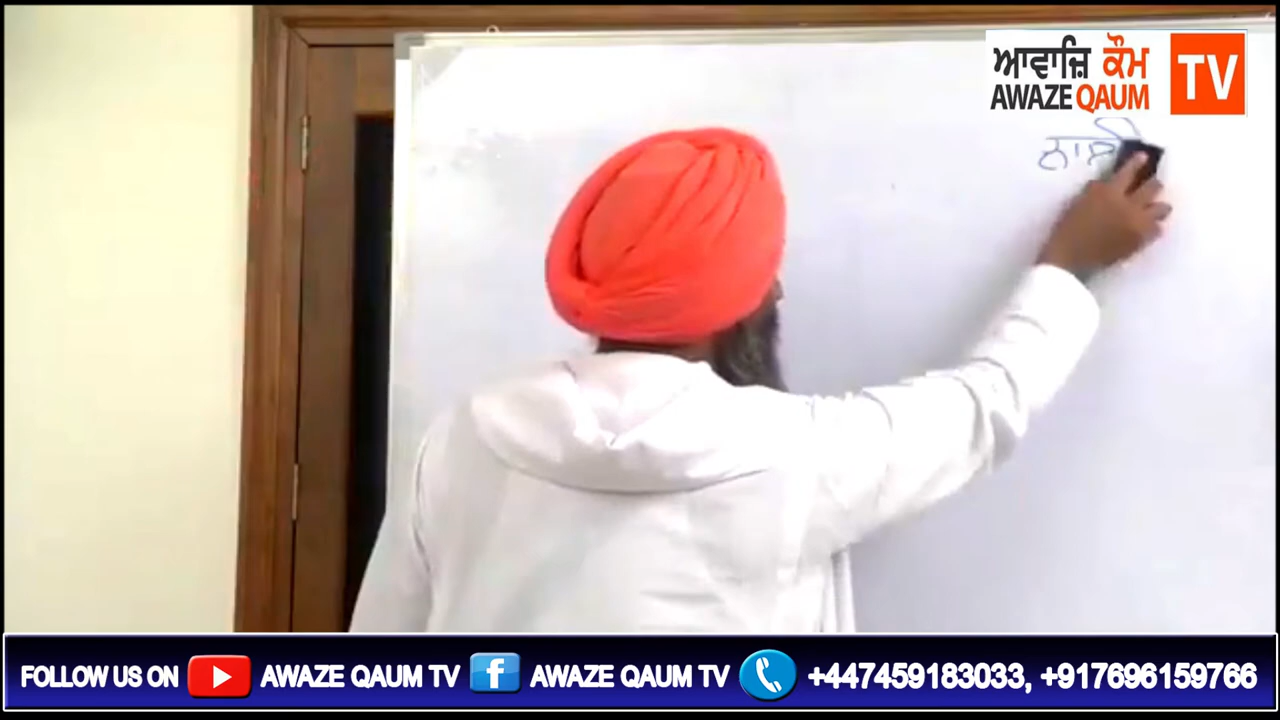 ਆਵਾਜ਼ਿ ਕੌਮ TV
AWAZE QAUM
FOLLOW US ON AWAZE QAUM TV AWAZE QAUM TV +447459183033, +917696159766